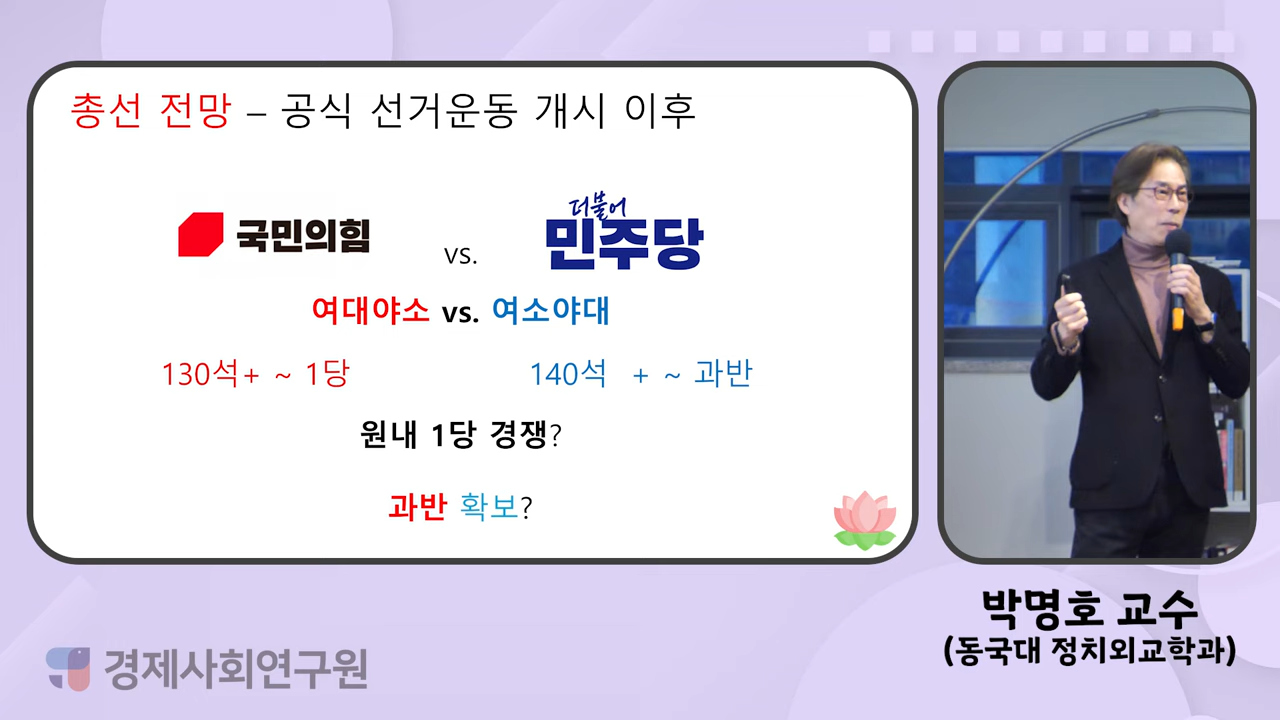 총선 전망 – 공식 선거운동 개시 이후
국민의힘
vs.
더불어
민주당
여대야소 vs. 여소야대
130석+ ~ 1당
140석 + ~ 과반
원내 1당 경쟁?
과반 확보?
박명호 교수
(동국대 정치외교학과)
경제사회연구원